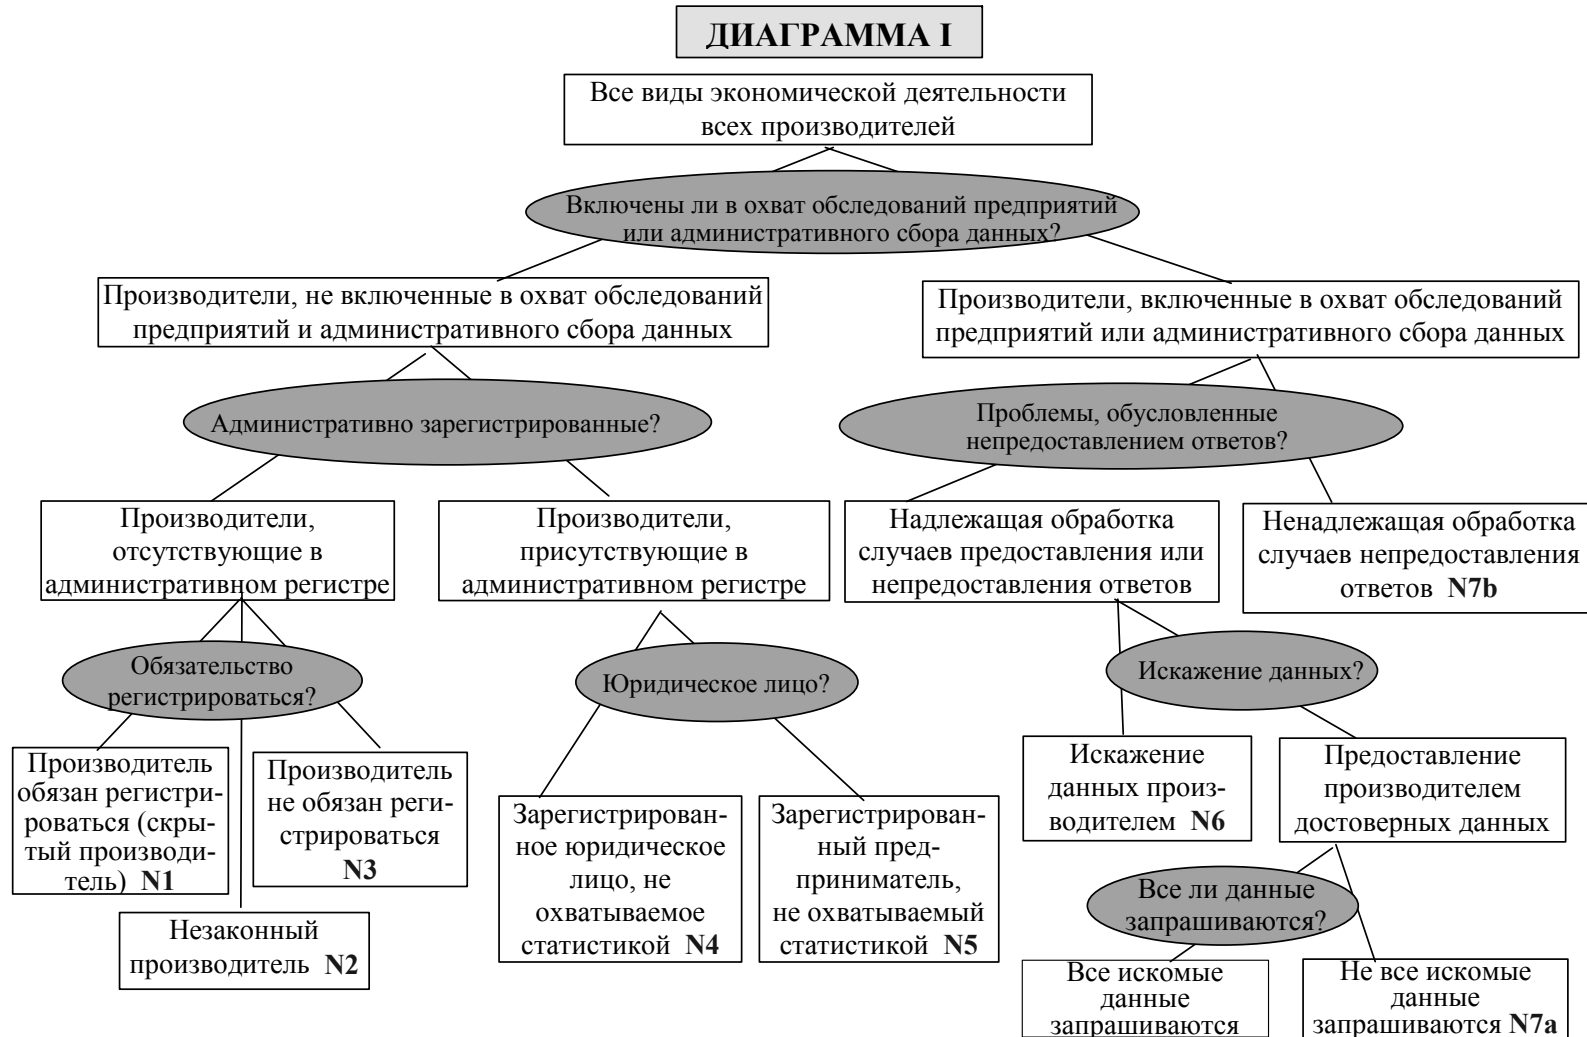 ДИАГРАММА I
Все виды экономической деятельности
всех производителей
Включены ли в охват обследований предприятий
или административного сбора данных?
Производители, не включенные в охват обследований
предприятий и административного сбора данных
Производители, включенные в охват обследований
предприятий или административного сбора данных
Административно зарегистрированные?
Проблемы, обусловленные
непредоставлением ответов?
Производители,
отсутствующие в
административном регистре
Производители,
присутствующие в
административном регистре
Надлежащая обработка
случаев предоставления или
непредоставления ответов
Ненадлежащая обработка
случаев непредоставления
ответов N7b
Обязательство
регистрироваться?
Юридическое лицо?
Искажение данных?
Производитель
обязан регистри-
роваться (скры-
тый производи-
тель) N1
Производитель
не обязан реги-
стрироваться
N3
Незаконный
производитель N2
Зарегистрирован-
ное юридическое
лицо, не
охватываемое
статистикой N4
Зарегистрирован-
ный пред-
приниматель,
не охватываемый
статистикой N5
Искажение
данных произ-
водителем N6
Предоставление
производителем
достоверных данных
Все ли данные
запрашиваются?
Все искомые
данные
запрашиваются
Не все искомые
данные
запрашиваются N7a